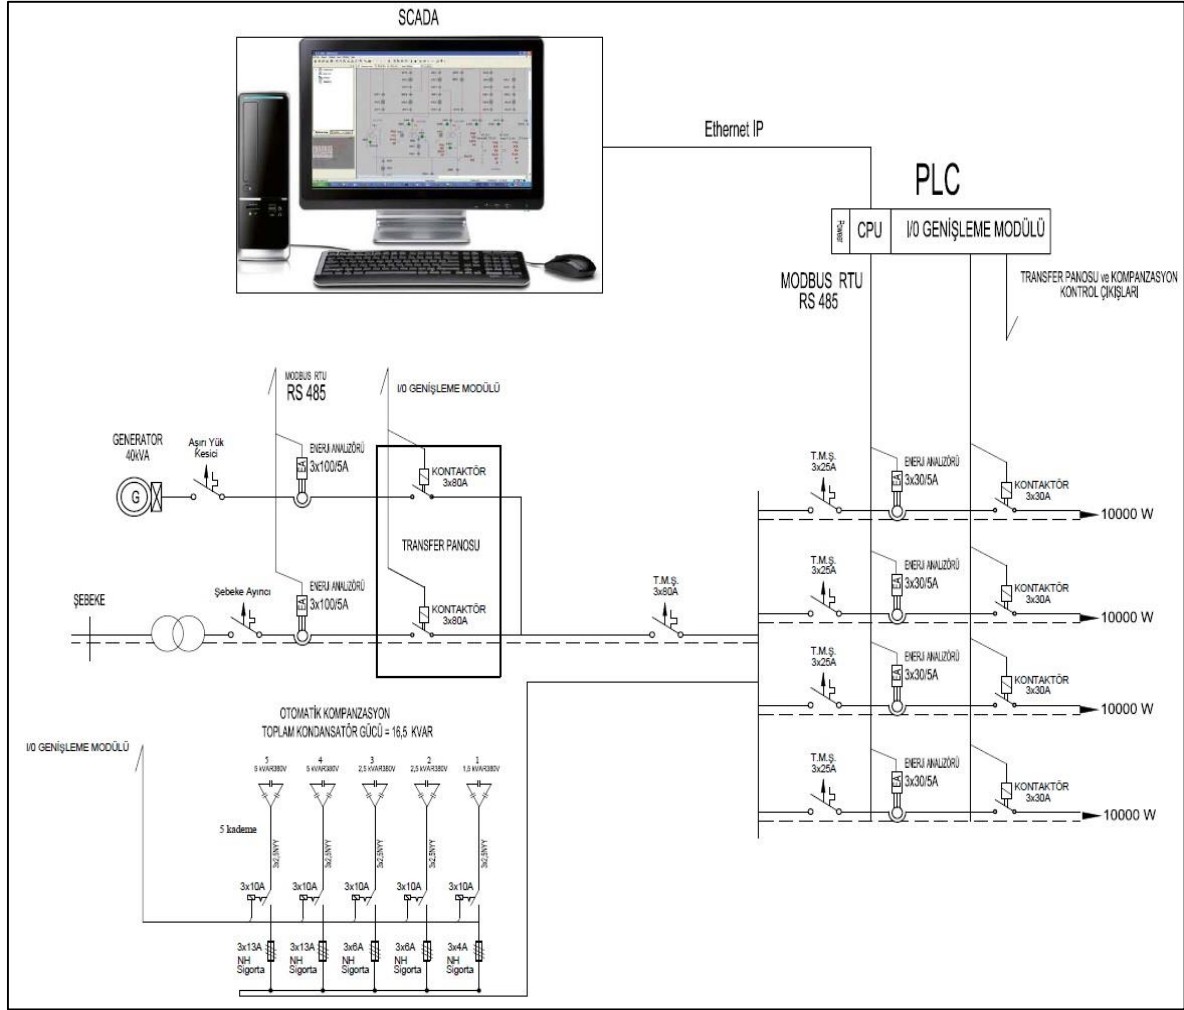 SCADA
Ethernet IP
PLC
Power
CPU
I/0 GENİŞLEME MODÜLÜ
MODBUS RTU
RS 485
TRANSFER PANOSU ve KOMPANZASYON
KONTROL ÇIKIŞLARI
MODBUS RTU
RS 485
I/0 GENİŞLEME MODÜLÜ
GENERATOR
40kVA
G
Aşırı Yük
Kesici
ENERJİ ANALİZÖRÜ
3x100/5A
EA
KONTAKTÖR
3x80A
TRANSFER PANOSU
ŞEBEKE
Şebeke Ayırıcı
ENERJİ ANALİZÖRÜ
3x100/5A
EA
KONTAKTÖR
3x80A
T.M.Ş.
3x80A
T.M.Ş.
3x25A
ENERJİ ANALİZÖRÜ
3x30/5A
EA
KONTAKTÖR
3x30A
10000 W
T.M.Ş.
3x25A
ENERJİ ANALİZÖRÜ
3x30/5A
EA
KONTAKTÖR
3x30A
10000 W
T.M.Ş.
3x25A
ENERJİ ANALİZÖRÜ
3x30/5A
EA
KONTAKTÖR
3x30A
10000 W
T.M.Ş.
3x25A
ENERJİ ANALİZÖRÜ
3x30/5A
EA
KONTAKTÖR
3x30A
10000 W
OTOMATİK KOMPANZASYON
TOPLAM KONDANSATÖR GÜCÜ = 16,5 KVAR
I/0 GENİŞLEME MODÜLÜ
5 4 3 2 1
5 kVAR380V 5 kVAR380V 2,5 kVAR380V 2,5 kVAR380V 1,5 kVAR380V
5 kademe
3x2,5NYY 3x2,5NYY 3x2,5NYY 3x2,5NYY 3x2,5NYY
3x10A 3x10A 3x10A 3x10A 3x10A
3x13A 3x13A 3x6A 3x6A 3x4A
NH NH NH NH NH
Sigorta Sigorta Sigorta Sigorta Sigorta